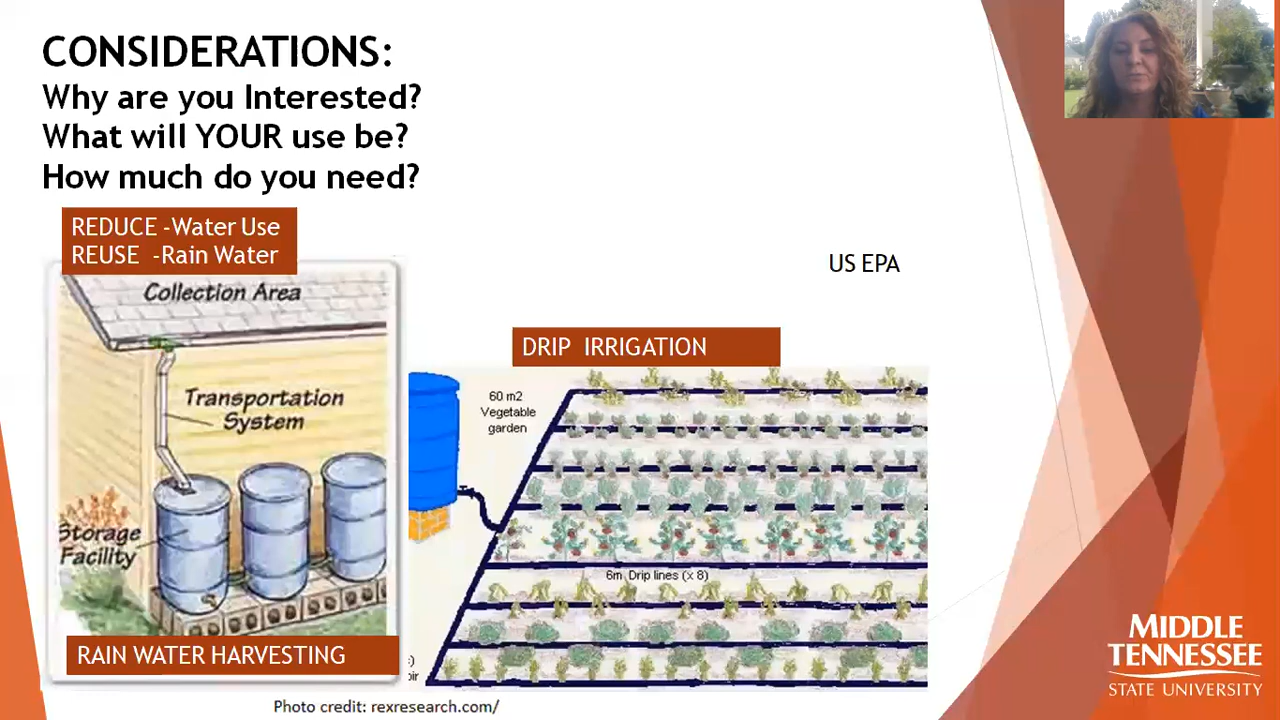 CONSIDERATIONS:
Why are you Interested?
What will YOUR use be?
How much do you need?
REDUCE -Water Use
REUSE -Rain Water
Collection Area
Transportation
System
Storage
Facility
RAIN WATER HARVESTING
US EPA
DRIP IRRIGATION
60 m2
Vegetable
garden
6m Drip lines (x 8)
Photo credit: rexresearch.com/
MIDDLE
TENNESSEE
STATE UNIVERSITY